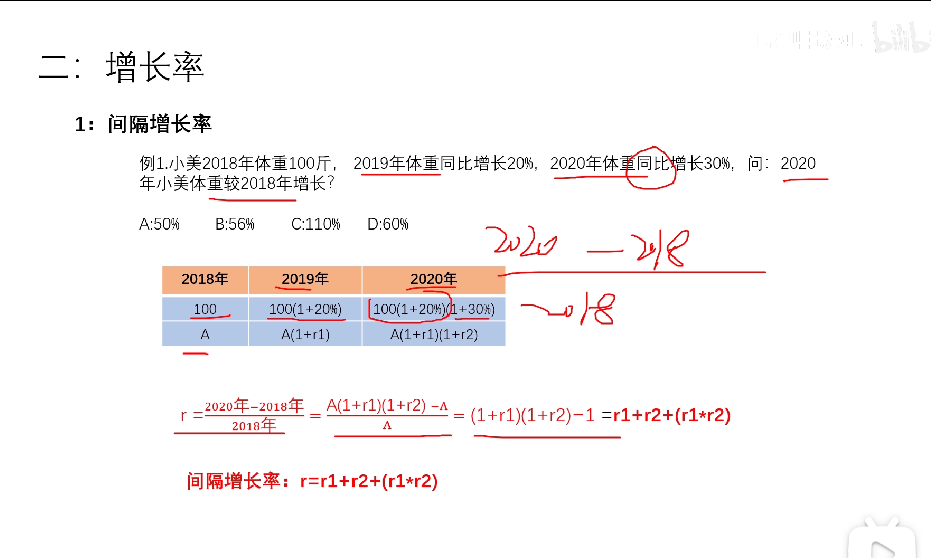 二：增长率
1：间隔增长率
例1.小美2018年体重100斤， 2019年体重同比增长20%，2020年体重同比增长30%，问：2020
年小美体重较2018年增长？
A:50% B:56% C:110% D:60%
2020 — 2018
2018年 2019年 2020年
100 100(1+20%) 100(1+20%)(1+30%)
2018
A A(1+r1) A(1+r1)(1+r2)
r =2020年−2018年/2018年 = A(1+r1)(1+r2) −A/A = (1+r1)(1+r2)−1 =r1+r2+(r1*r2)
间隔增长率：r=r1+r2+(r1*r2)